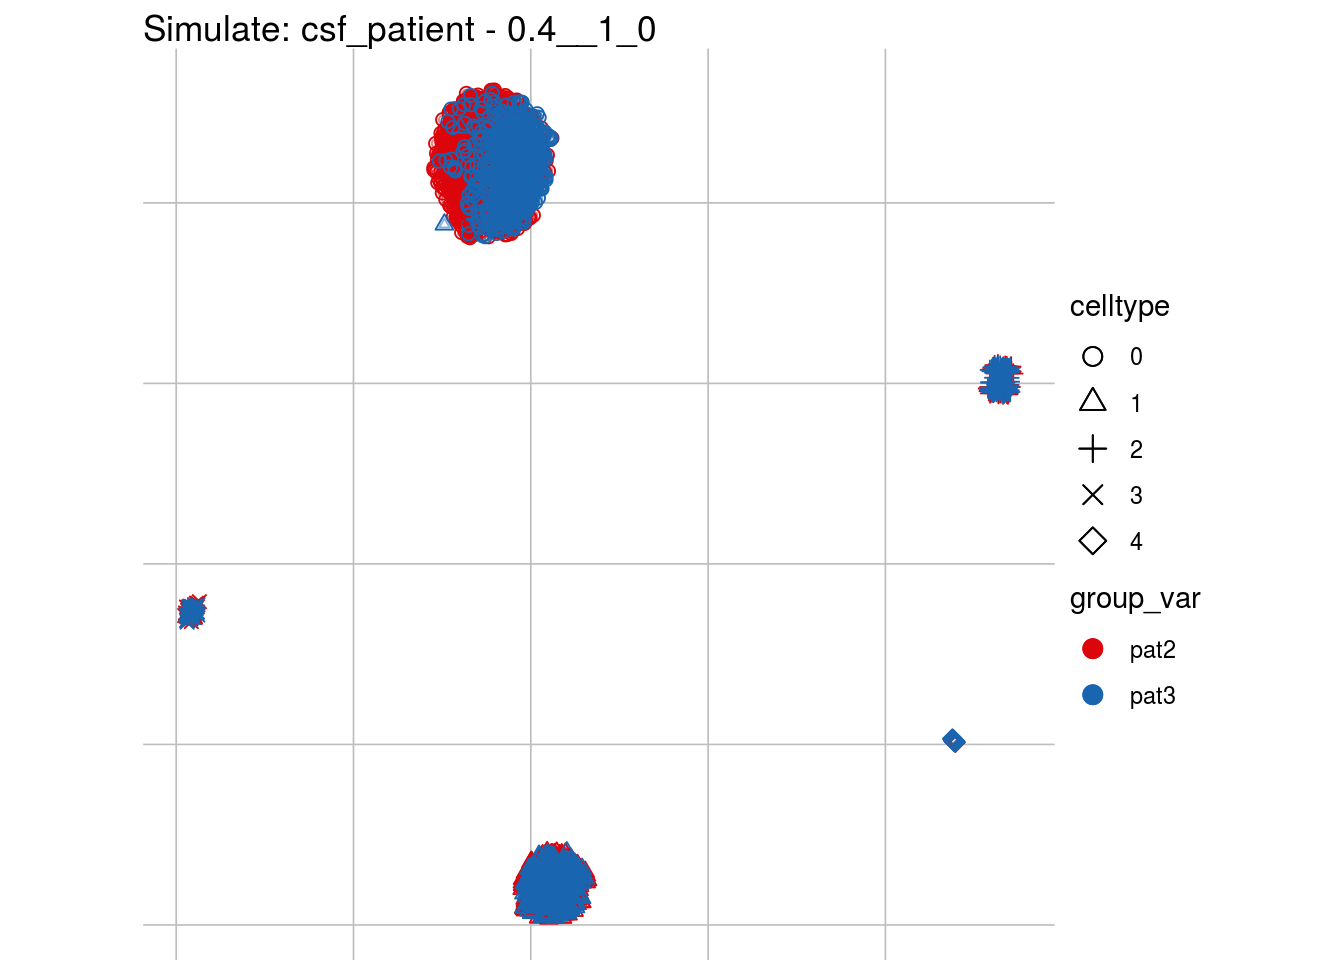 Simulate: csf_patient - 0.4__1_0
celltype
0
1
2
3
4
group_var
pat2
pat3